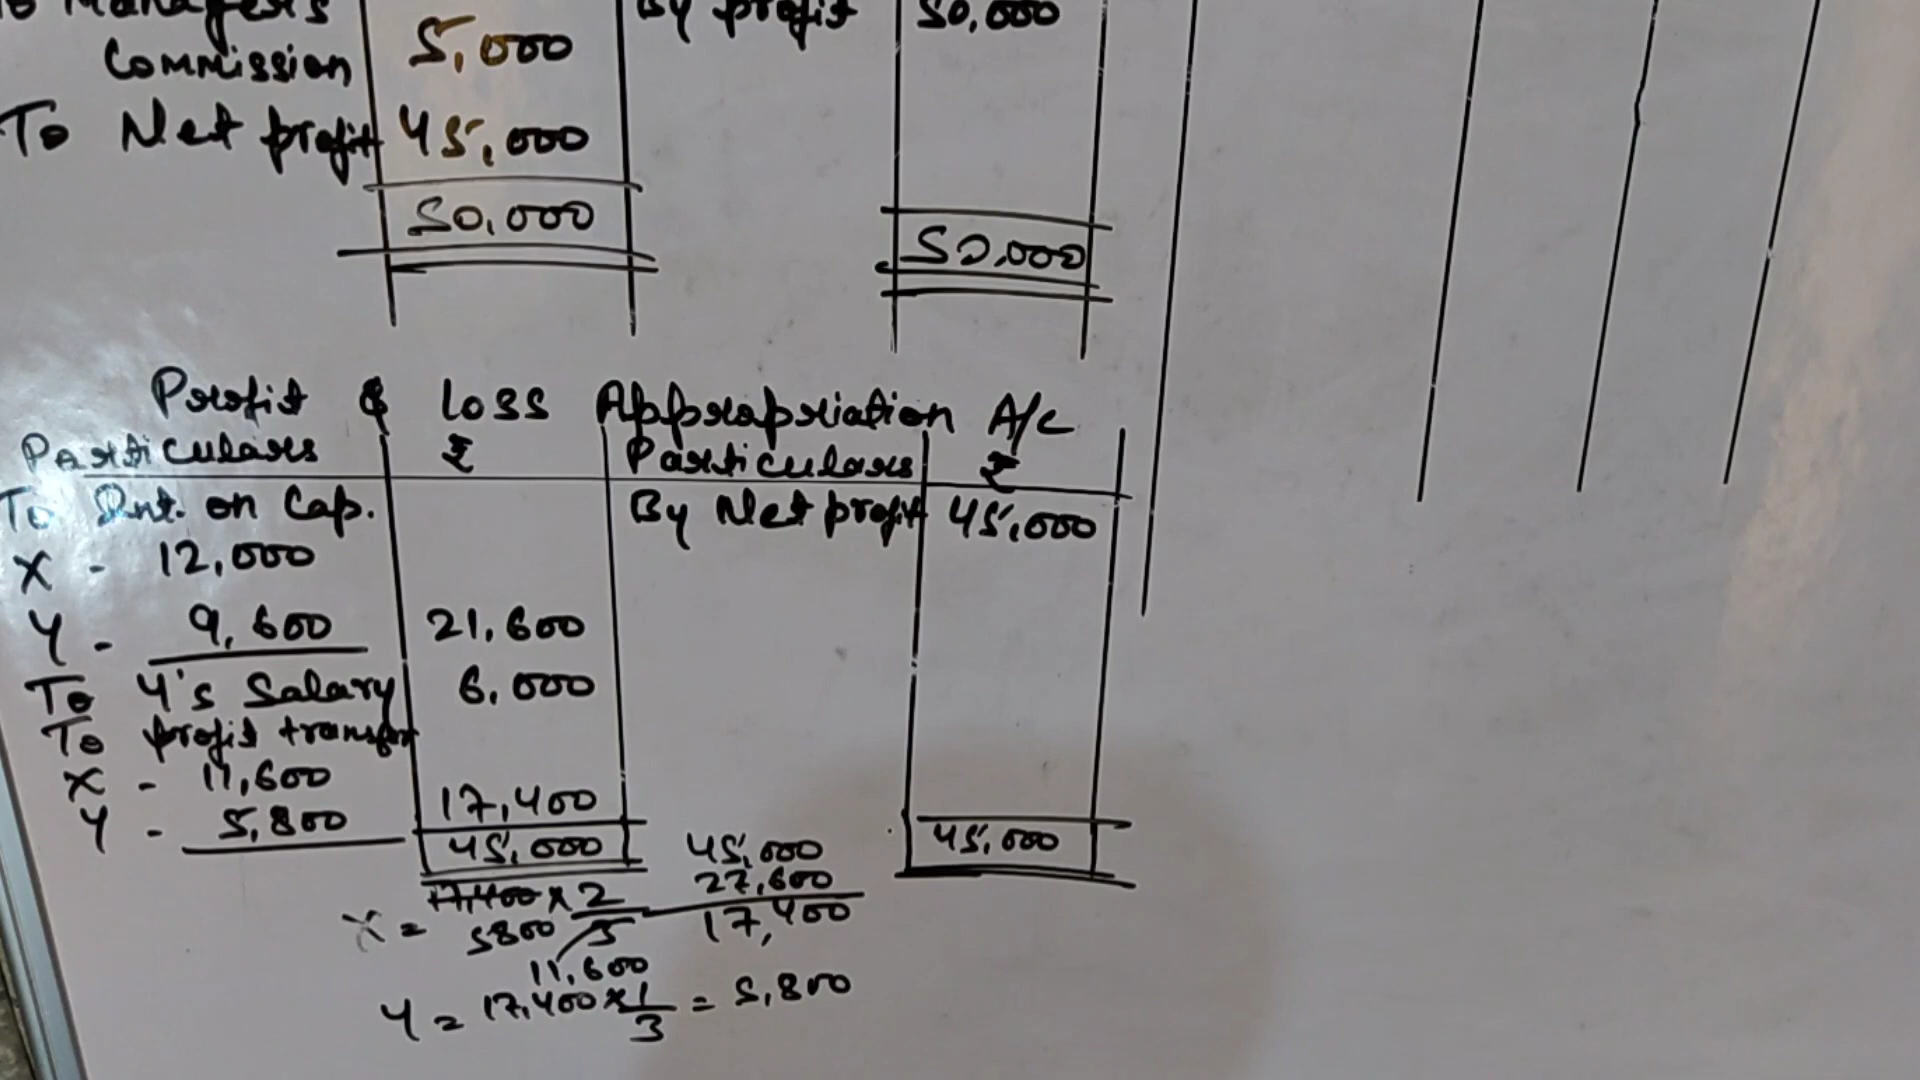 To Manager's By profit 50,000
Commission 5,000
To Net profit 45,000
50,000 50,000
Profit & Loss Appropriation A/c
Particulars ₹ Particulars ₹
To Int. on Cap. By Net profit 45,000
X - 12,000
Y - 9,600 21,600
To Y's Salary 6,000
To profit transfer
X - 11,600
Y - 5,800 17,400
45,000 45,000
45,000
27,600
17,400
X = 17,400 × 2
5800
11,600
Y = 17,400 × 1/3 = 5,800